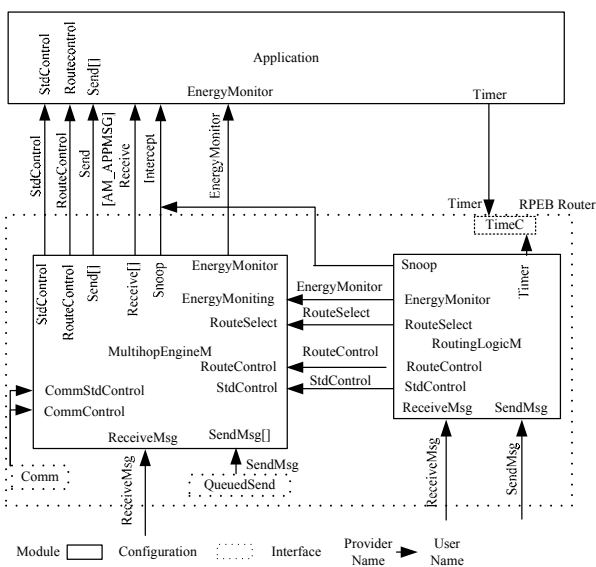 Application
StdControl
Routecontrol
Send[]
EnergyMonitor
Timer
StdControl
RouteControl
Send
[AM_APPMSG]
Receive
Intercept
EnergyMonitor
Timer
RPEB Router
TimeC
Timer
StdControl
RouteControl
Send[]
Receive[]
Snoop
EnergyMonitor
EnergyMoniting
RouteSelect
MultihopEngineM
RouteControl
StdControl
CommStdControl
CommControl
ReceiveMsg
SendMsg[]
EnergyMonitor
RouteSelect
RouteControl
StdControl
Snoop
EnergyMonitor
RouteSelect
RoutingLogicM
RouteControl
StdControl
ReceiveMsg
SendMsg
Comm
SendMsg
QueuedSend
ReceiveMsg
ReceiveMsg
SendMsg
Module
Configuration
Interface
Provider Name
User Name